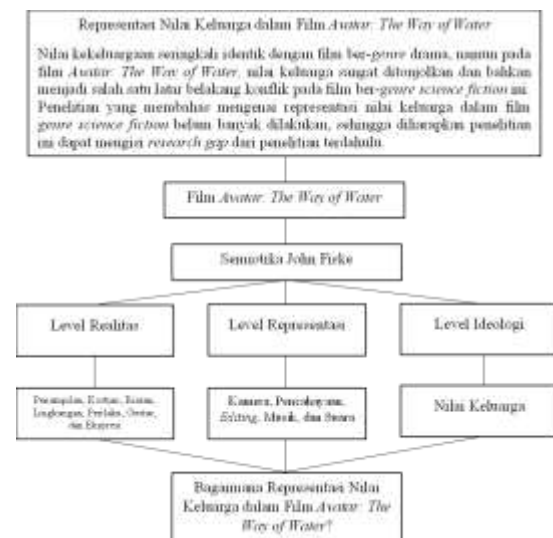 Representasi Nilai Keluarga dalam Film Avatar: The Way of Water
Nilai kekeluargaan seringkali identik dengan film ber-genre drama, namun pada
film Avatar: The Way of Water, nilai keluarga sangat ditonjolkan dan bahkan
menjadi salah satu latar belakang konflik pada film ber-genre science fiction ini.
Penelitian yang membahas mengenai representasi nilai keluarga dalam film
genre science fiction belum banyak dilakukan, sehingga diharapkan penelitian
ini dapat mengisi research gap dari penelitian terdahulu.
Film Avatar: The Way of Water
Semiotika John Fiske
Level Realitas
Level Representasi
Level Ideologi
Penampilan, Kostum, Riasan,
Lingkungan, Perilaku, Gestur,
dan Ekspresi
Kamera, Pencahayaan,
Editing, Musik, dan Suara
Nilai Keluarga
Bagaimana Representasi Nilai
Keluarga dalam Film Avatar: The
Way of Water?